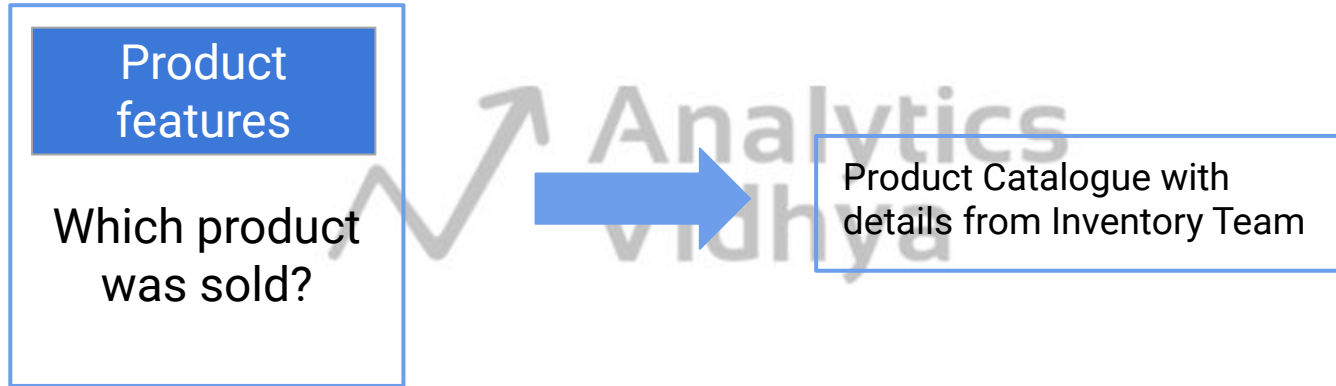 Product
features
Which product
was sold?
Analytics
Vidhya
Product Catalogue with
details from Inventory Team